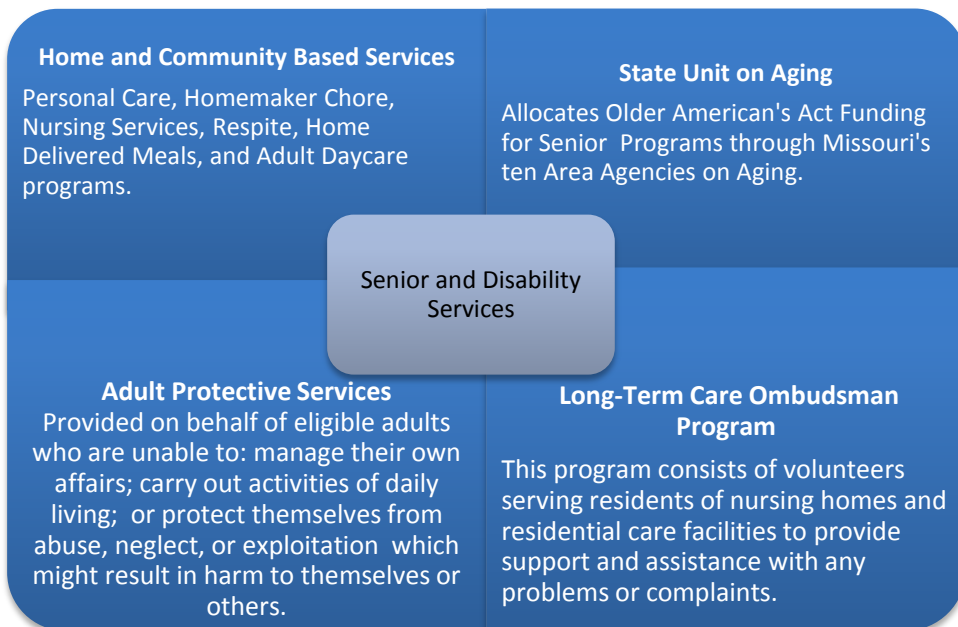 Home and Community Based Services
Personal Care, Homemaker Chore,
Nursing Services, Respite, Home
Delivered Meals, and Adult Daycare
programs.
State Unit on Aging
Allocates Older American's Act Funding
for Senior  Programs through Missouri's
ten Area Agencies on Aging.
Senior and Disability
Services
Adult Protective Services
Provided on behalf of eligible adults
who are unable to: manage their own
affairs; carry out activities of daily
living;  or protect themselves from
abuse, neglect, or exploitation  which
might result in harm to themselves or
others.
Long-Term Care Ombudsman
Program
This program consists of volunteers
serving residents of nursing homes and
residential care facilities to provide
support and assistance with any
problems or complaints.